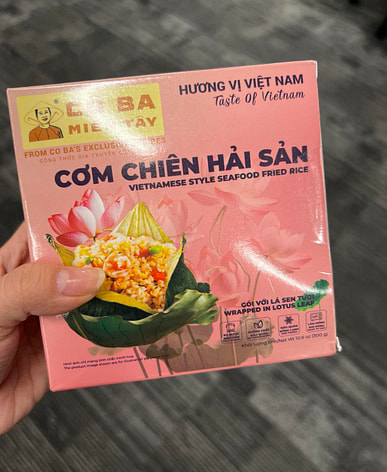 CO BA
MIỀN TÂY
FROM CO BA'S EXCLUSIVE
HƯƠNG VỊ VIỆT NAM
Taste Of Vietnam
CƠM CHIÊN HẢI SẢN
VIETNAMESE STYLE SEAFOOD FRIED RICE
GÓI VỚI LÁ SEN TƯƠI
WRAPPED IN LOTUS LEAF